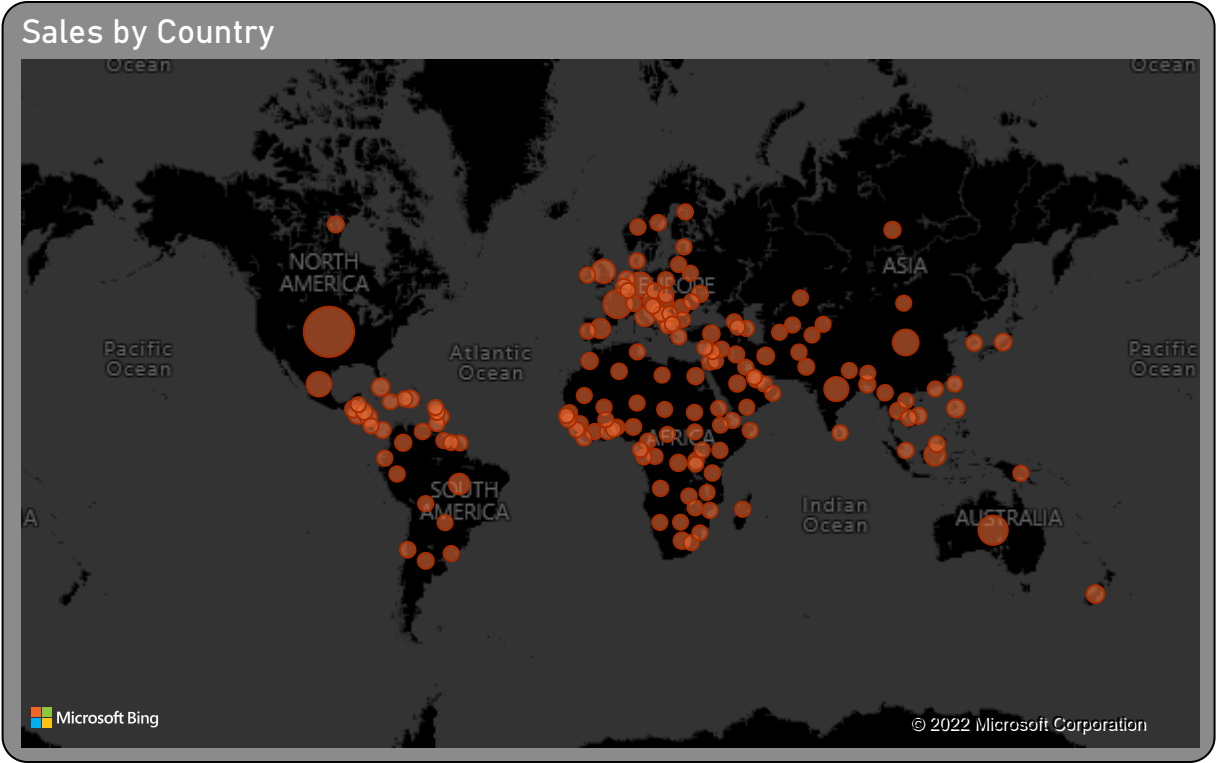 Sales by Country
Ocean
Ocean
NORTH
AMERICA
EUROPE
ASIA
Pacific
Ocean
Atlantic
Ocean
Pacific
Ocean
AFRICA
SOUTH
AMERICA
Indian
Ocean
AUSTRALIA
A
Microsoft Bing
© 2022 Microsoft Corporation